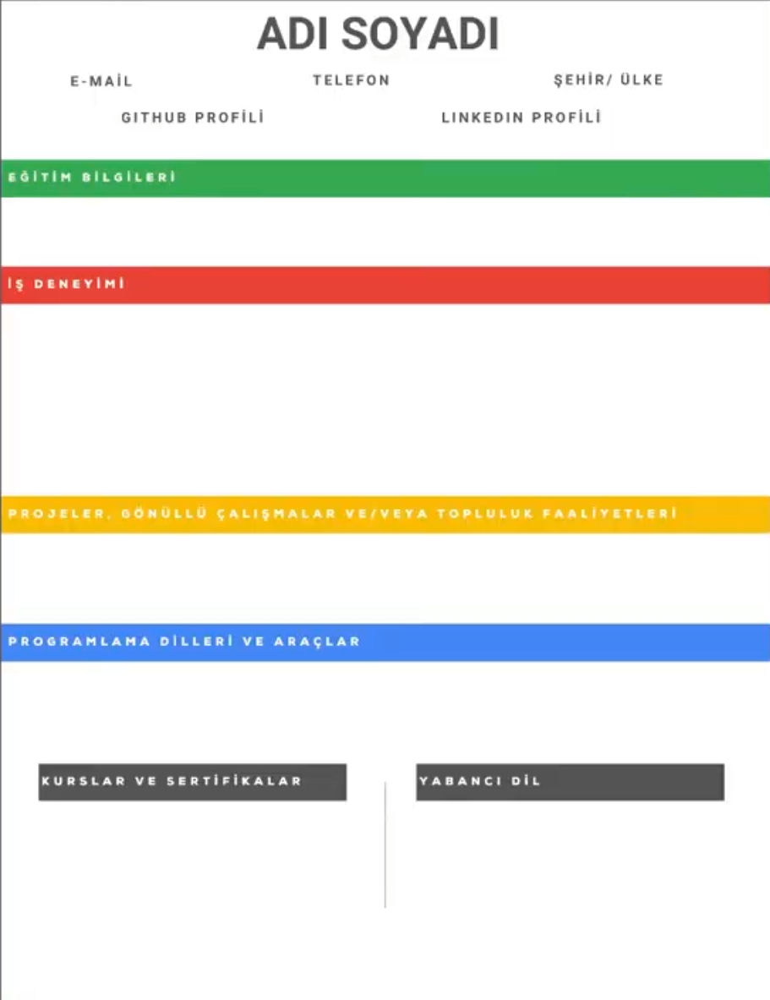 ADI SOYADI
E-MAİL TELEFON ŞEHİR/ ÜLKE
GITHUB PROFİLİ LINKEDIN PROFİLİ
EĞİTİM BİLGİLERİ
İŞ DENEYİMİ
PROJELER, GÖNÜLLÜ ÇALIŞMALAR VE/VEYA TOPLULUK FAALİYETLERİ
PROGRAMLAMA DİLLERİ VE ARAÇLAR
KURSLAR VE SERTİFİKALAR
YABANCI DİL